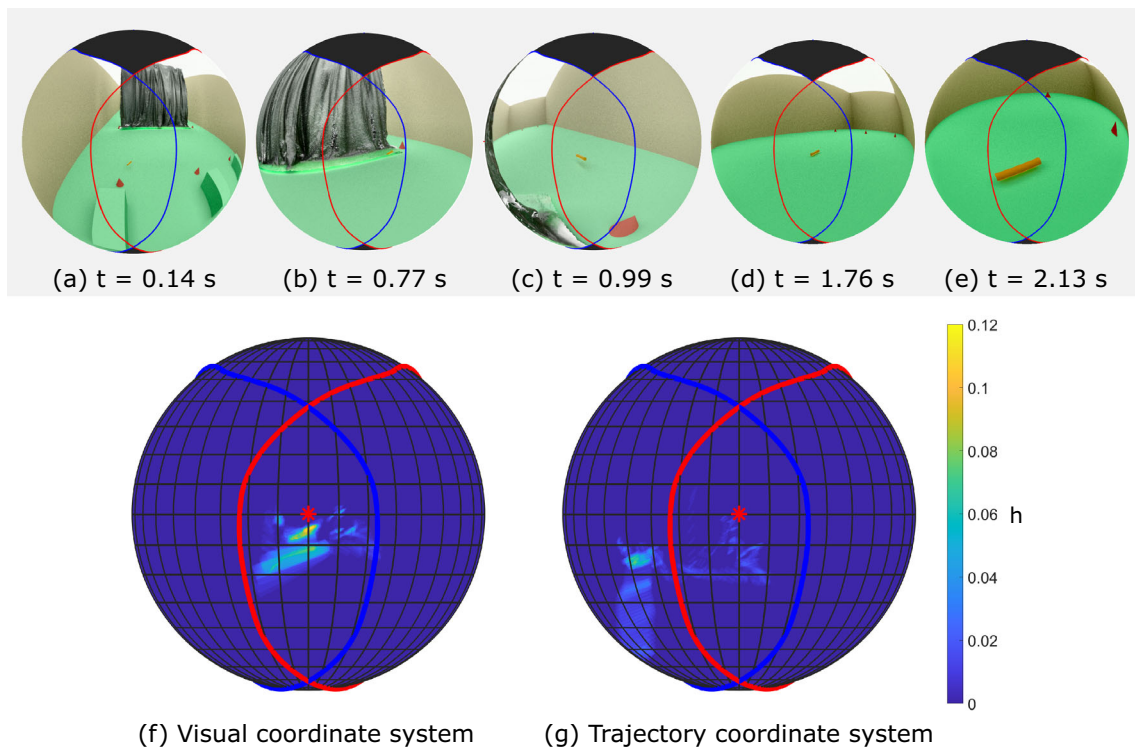 (a) t = 0.14 s
(b) t = 0.77 s
(c) t = 0.99 s
(d) t = 1.76 s
(e) t = 2.13 s
0.12
0.1
0.08
0.06
h
0.04
0.02
0
(f) Visual coordinate system
(g) Trajectory coordinate system